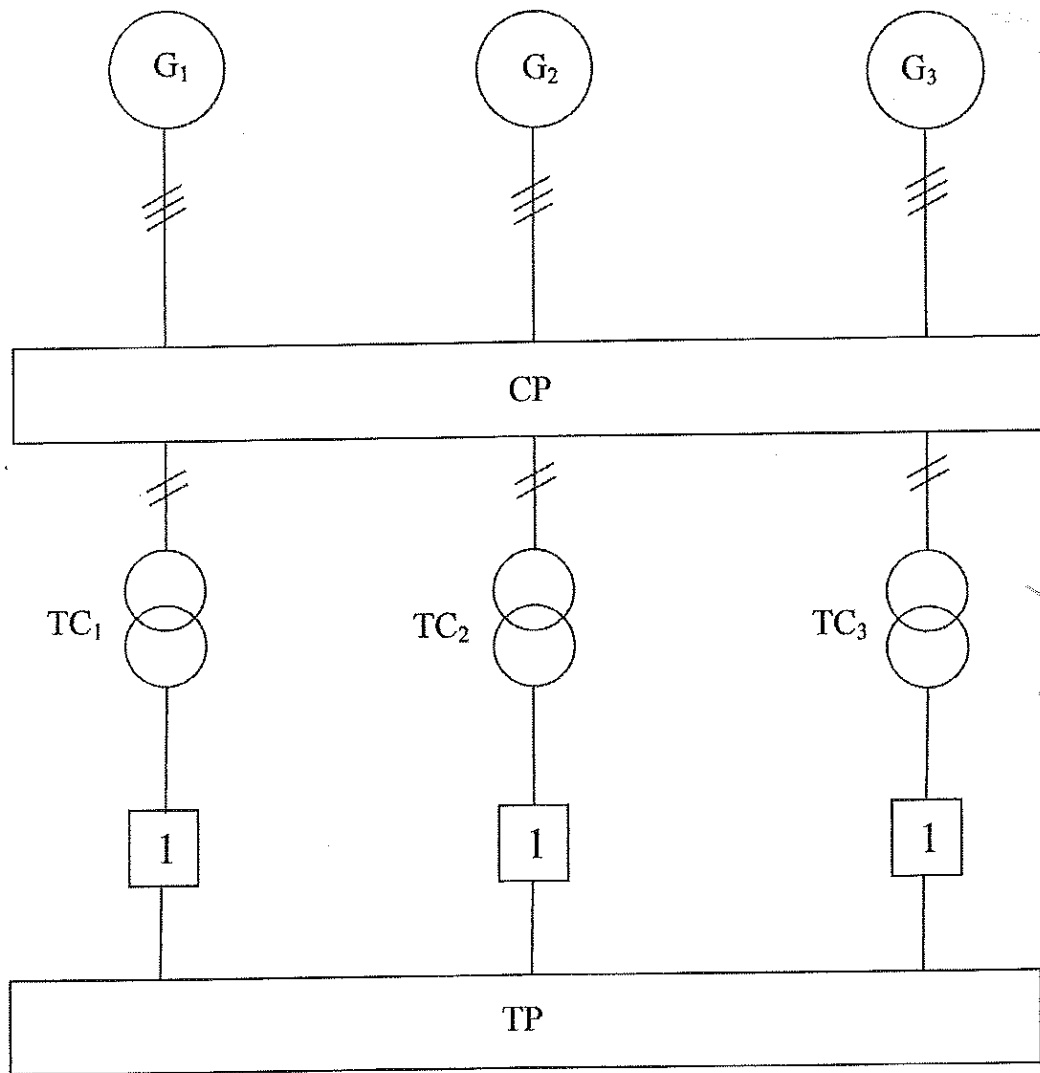 G₁ G₂ G₃
CP
TC₁ TC₂ TC₃
1 1 1
TP